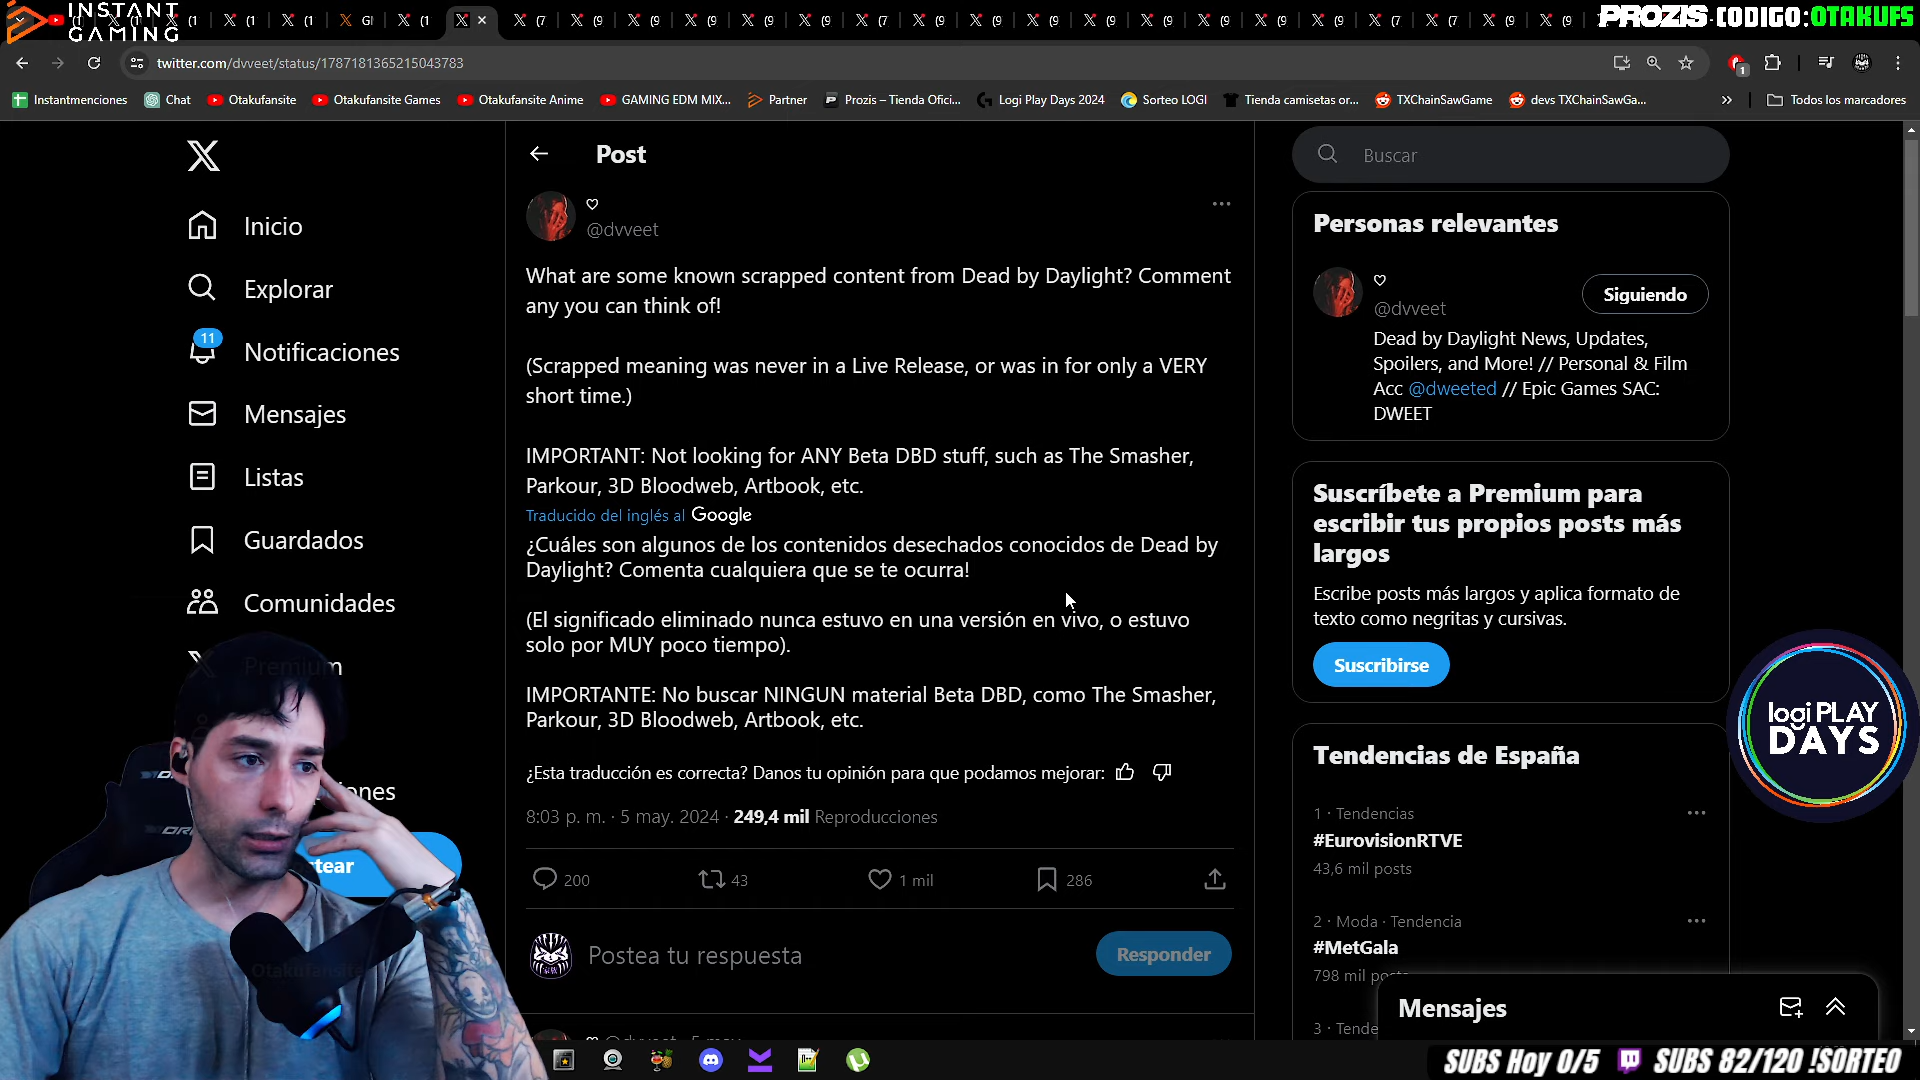 INSTANT GAMING
PROZIS CODIGO:OTAKUFS
twitter.com/dvveet/status/1787181365215043783
Instantmenciones
Chat
Otakufansite
Otakufansite Games
Otakufansite Anime
GAMING EDM MIX...
Partner
Prozis – Tienda Ofici...
Logi Play Days 2024
Sorteo LOGI
Tienda camisetas or...
TXChainSawGame
devs TXChainSawGa...
Todos los marcadores
Inicio
Explorar
11
Notificaciones
Mensajes
Listas
Guardados
Comunidades
Premium
Post
@dvveet
What are some known scrapped content from Dead by Daylight? Comment
any you can think of!
(Scrapped meaning was never in a Live Release, or was in for only a VERY
short time.)
IMPORTANT: Not looking for ANY Beta DBD stuff, such as The Smasher,
Parkour, 3D Bloodweb, Artbook, etc.
Traducido del inglés al Google
¿Cuáles son algunos de los contenidos desechados conocidos de Dead by
Daylight? Comenta cualquiera que se te ocurra!
(El significado eliminado nunca estuvo en una versión en vivo, o estuvo
solo por MUY poco tiempo).
IMPORTANTE: No buscar NINGUN material Beta DBD, como The Smasher,
Parkour, 3D Bloodweb, Artbook, etc.
¿Esta traducción es correcta? Danos tu opinión para que podamos mejorar:
8:03 p. m. · 5 may. 2024 · 249,4 mil Reproducciones
200
43
1 mil
286
Postea tu respuesta
Responder
Buscar
Personas relevantes
@dvveet
Siguiendo
Dead by Daylight News, Updates,
Spoilers, and More! // Personal & Film
Acc @dweeted // Epic Games SAC:
DWEET
Suscríbete a Premium para
escribir tus propios posts más
largos
Escribe posts más largos y aplica formato de
texto como negritas y cursivas.
Suscribirse
Tendencias de España
1 · Tendencias
#EurovisionRTVE
43,6 mil posts
2 · Moda · Tendencia
#MetGala
798 mil posts
3 · Tende
Mensajes
logi PLAY
DAYS
SUBS Hoy 0/5 SUBS 82/120 !SORTEO